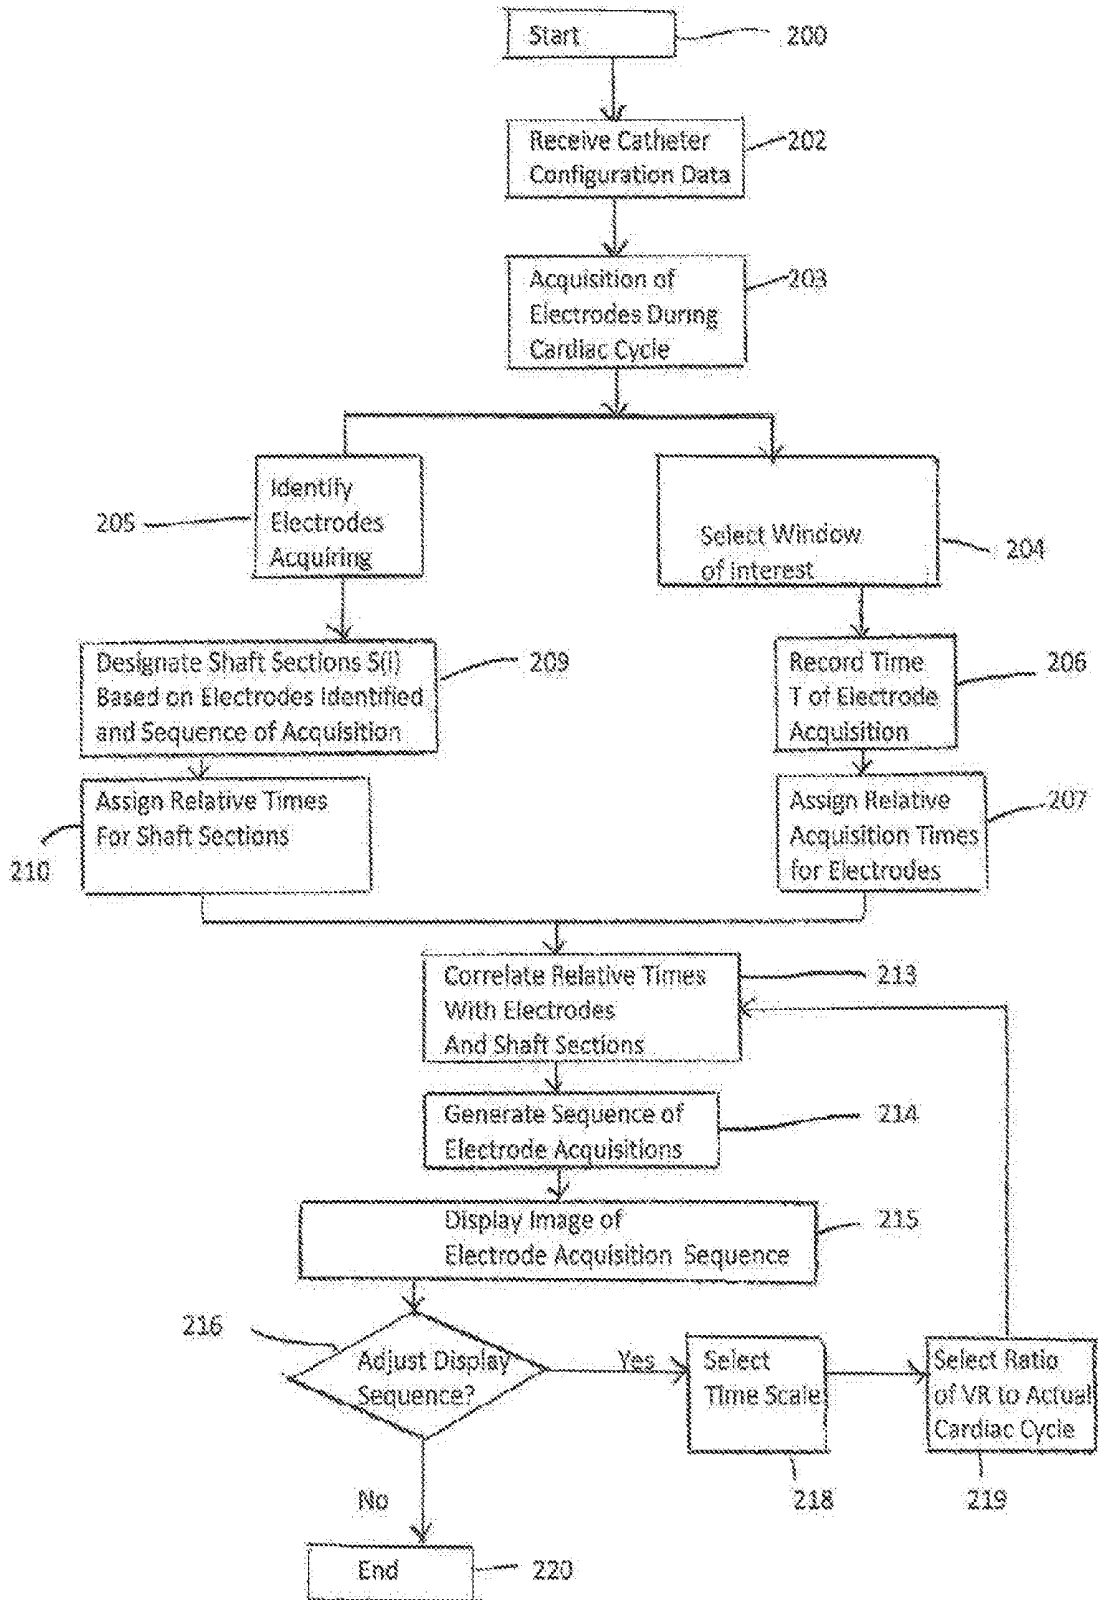 Start
200
Receive Catheter
Configuration Data
202
Acquisition of
Electrodes During
Cardiac Cycle
203
Identify
Electrodes
Acquiring
205
Select Window
of Interest
204
Designate Shaft Sections S(i)
Based on Electrodes Identified
and Sequence of Acquisition
209
Record Time
T of Electrode
Acquisition
206
Assign Relative Times
For Shaft Sections
210
Assign Relative
Acquisition Times
for Electrodes
207
Correlate Relative Times
With Electrodes
And Shaft Sections
213
Generate Sequence of
Electrode Acquisitions
214
Display Image of
Electrode Acquisition Sequence
215
216
Adjust Display
Sequence?
Yes
Select
Time Scale
218
Select Ratio
of VR to Actual
Cardiac Cycle
219
No
End
220